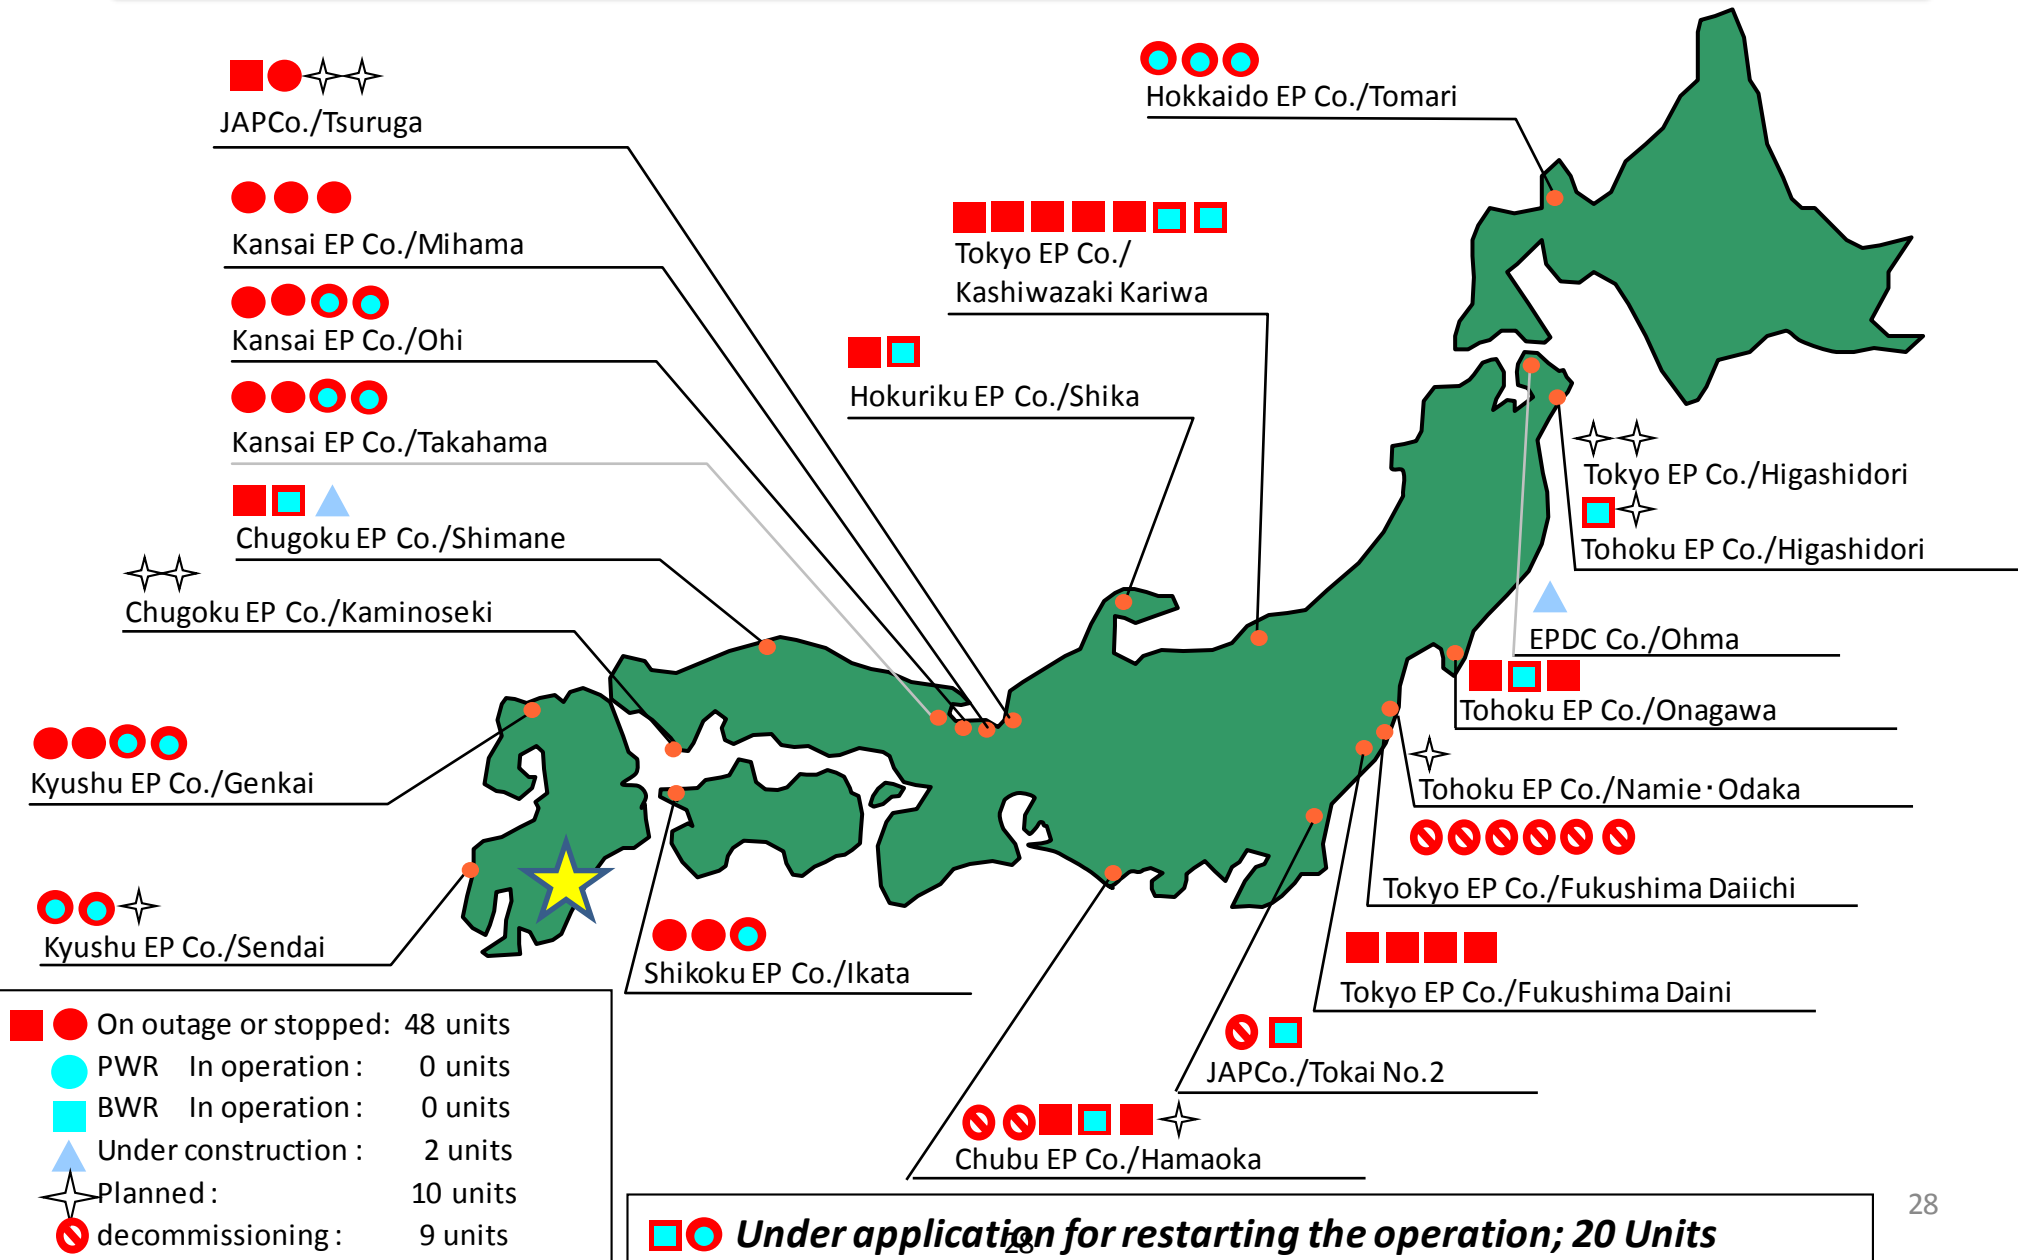 JAPCo./Tsuruga
Hokkaido EP Co./Tomari
Kansai EP Co./Mihama
Tokyo EP Co./
Kashiwazaki Kariwa
Kansai EP Co./Ohi
Hokuriku EP Co./Shika
Kansai EP Co./Takahama
Tokyo EP Co./Higashidori
Chugoku EP Co./Shimane
Tohoku EP Co./Higashidori
Chugoku EP Co./Kaminoseki
EPDC Co./Ohma
Tohoku EP Co./Onagawa
Kyushu EP Co./Genkai
Tohoku EP Co./Namie・Odaka
Tokyo EP Co./Fukushima Daiichi
Kyushu EP Co./Sendai
Shikoku EP Co./Ikata
Tokyo EP Co./Fukushima Daini
JAPCo./Tokai No.2
Chubu EP Co./Hamaoka
On outage or stopped: 48 units
PWR In operation : 0 units
BWR In operation : 0 units
Under construction : 2 units
Planned : 10 units
decommissioning : 9 units
Under application for restarting the operation; 20 Units
28
28